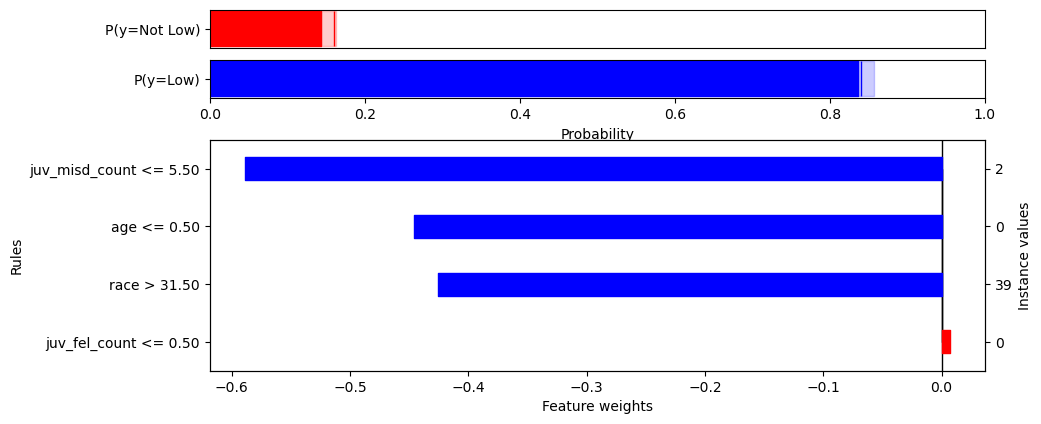 P(y=Not Low)
P(y=Low)
0.0 0.2 0.4 0.6 0.8 1.0
Probability
juv_misd_count <= 5.50 2
age <= 0.50 0
race > 31.50 39
juv_fel_count <= 0.50 0
Rules
Instance values
−0.6 −0.5 −0.4 −0.3 −0.2 −0.1 0.0
Feature weights